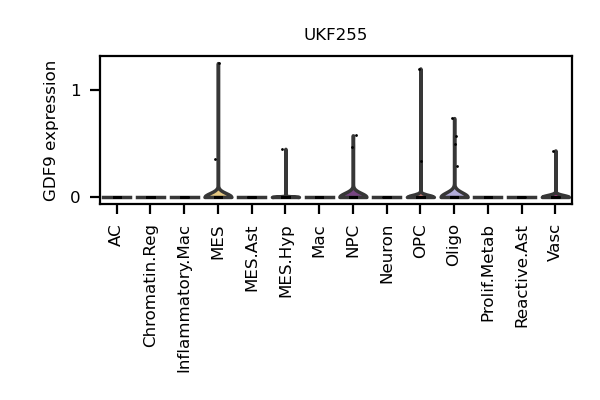 UKF255
GDF9 expression
1
0
AC
Chromatin.Reg
Inflammatory.Mac
MES
MES.Ast
MES.Hyp
Mac
NPC
Neuron
OPC
Oligo
Prolif.Metab
Reactive.Ast
Vasc